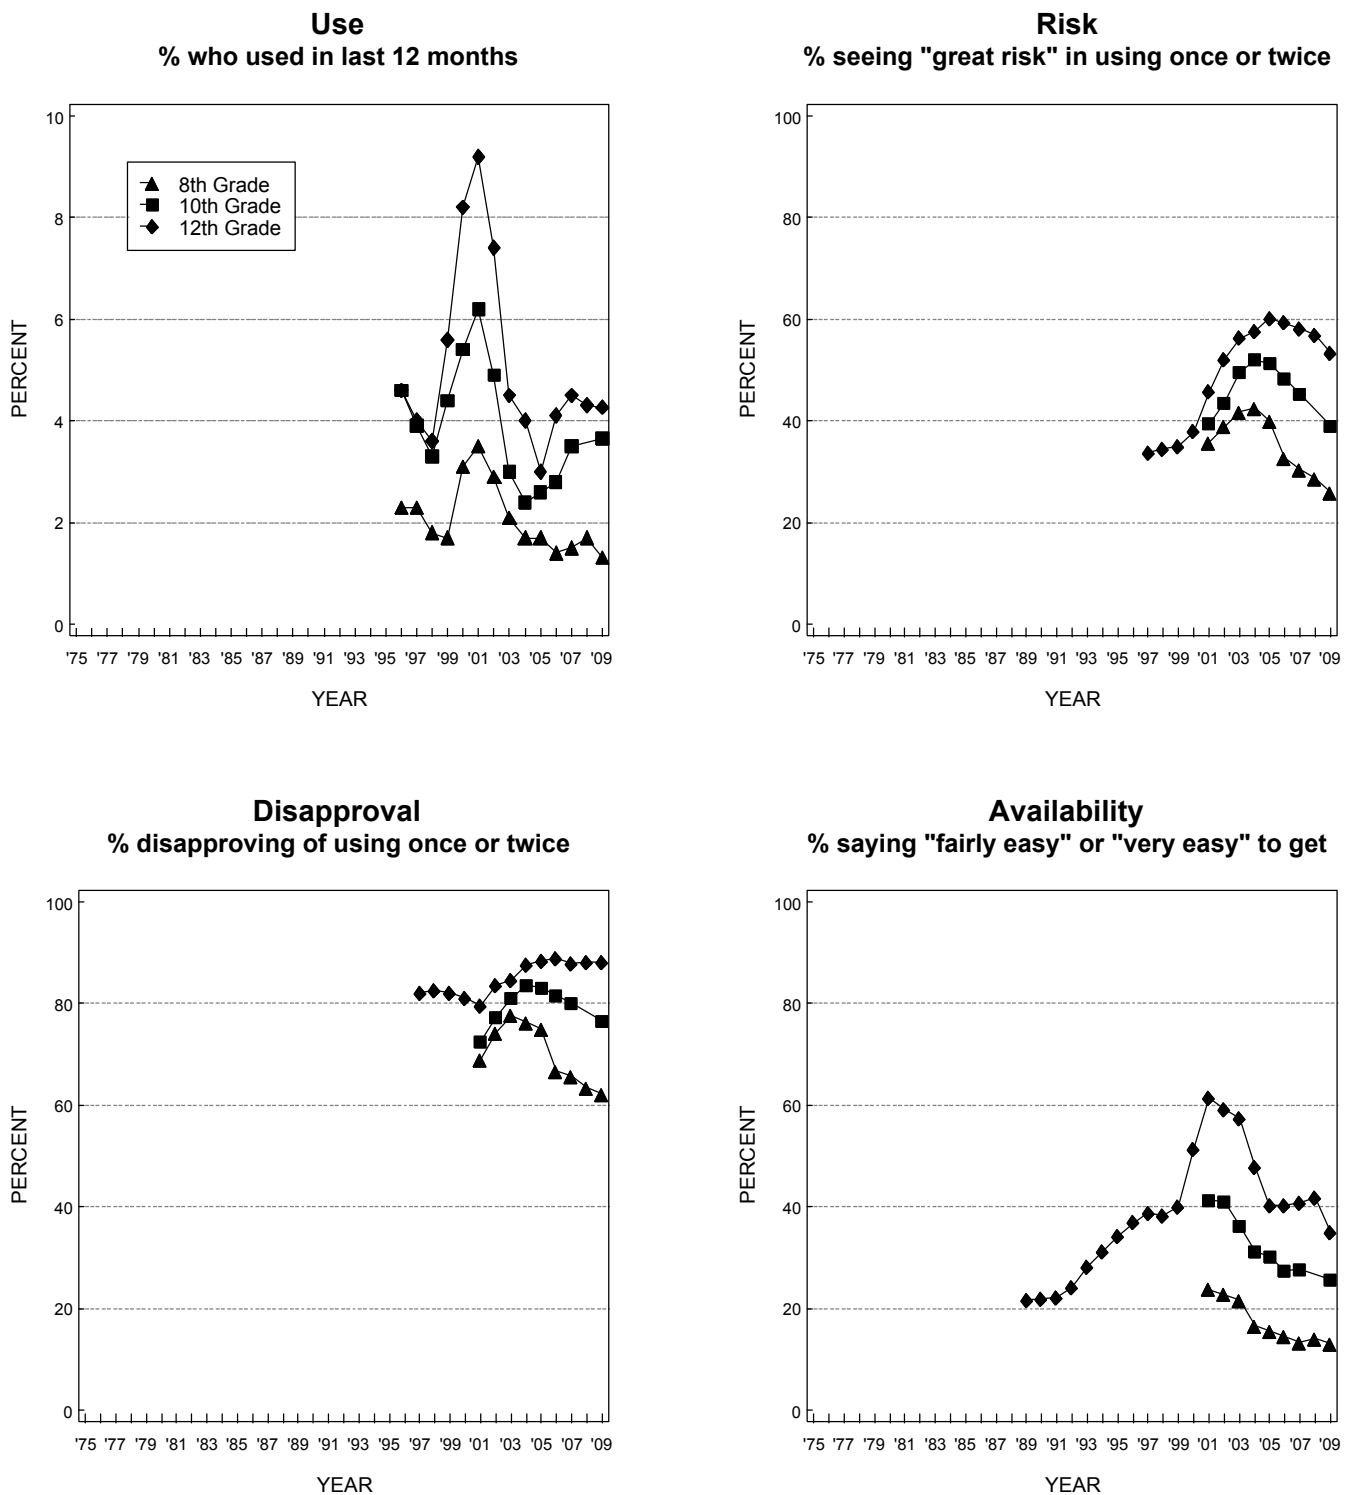 Use
% who used in last 12 months
10
8
6
4
2
0
PERCENT
8th Grade
10th Grade
12th Grade
'75 '77 '79 '81 '83 '85 '87 '89 '91 '93 '95 '97 '99 '01 '03 '05 '07 '09
YEAR
Risk
% seeing "great risk" in using once or twice
100
80
60
40
20
0
PERCENT
'75 '77 '79 '81 '83 '85 '87 '89 '91 '93 '95 '97 '99 '01 '03 '05 '07 '09
YEAR
Disapproval
% disapproving of using once or twice
100
80
60
40
20
0
PERCENT
'75 '77 '79 '81 '83 '85 '87 '89 '91 '93 '95 '97 '99 '01 '03 '05 '07 '09
YEAR
Availability
% saying "fairly easy" or "very easy" to get
100
80
60
40
20
0
PERCENT
'75 '77 '79 '81 '83 '85 '87 '89 '91 '93 '95 '97 '99 '01 '03 '05 '07 '09
YEAR